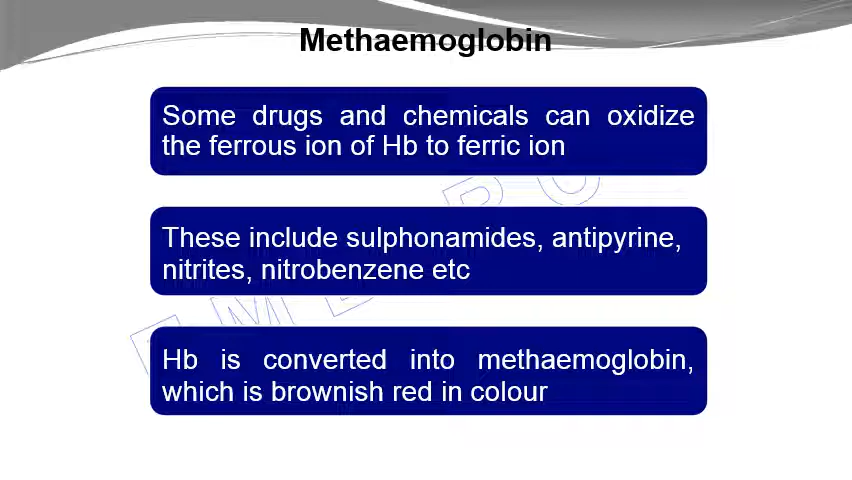 Methaemoglobin
Some drugs and chemicals can oxidize
the ferrous ion of Hb to ferric ion
These include sulphonamides, antipyrine,
nitrites, nitrobenzene etc
Hb is converted into methaemoglobin,
which is brownish red in colour